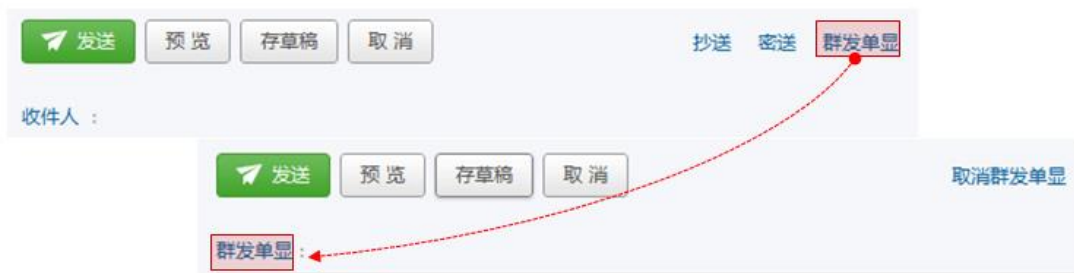 发送 预 览 存草稿 取 消 抄送 密送 群发单显
收件人 :
发送 预 览 存草稿 取 消 取消群发单显
群发单显 :